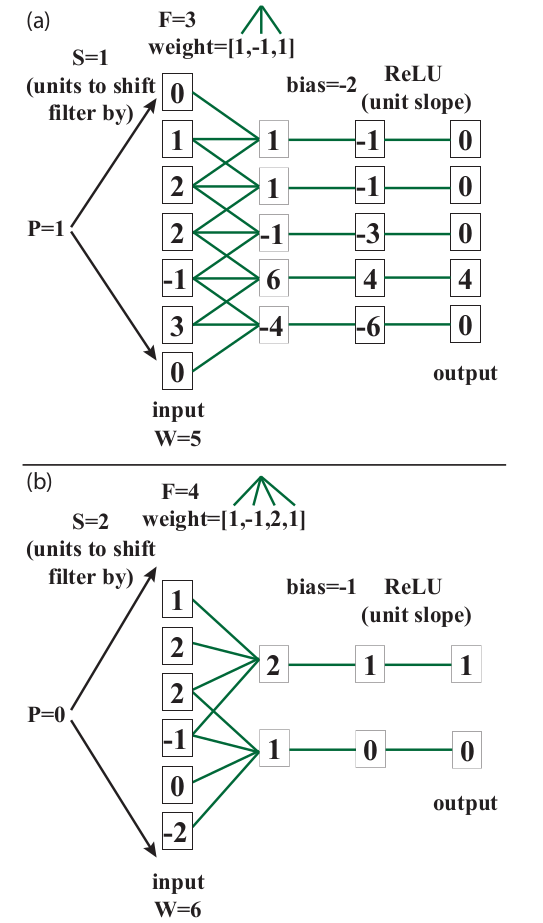 (a)
F=3
weight=[1,-1,1]
S=1
(units to shift
filter by)
bias=-2
ReLU
(unit slope)
P=1
0
1 1 -1 0
2 1 -1 0
2 -1 -3 0
-1 6 4 4
3 -4 -6 0
0
output
input
W=5
(b)
F=4
weight=[1,-1,2,1]
S=2
(units to shift
filter by)
bias=-1
ReLU
(unit slope)
P=0
1
2
2 1 1
2
-1
1 0 0
0
-2
output
input
W=6